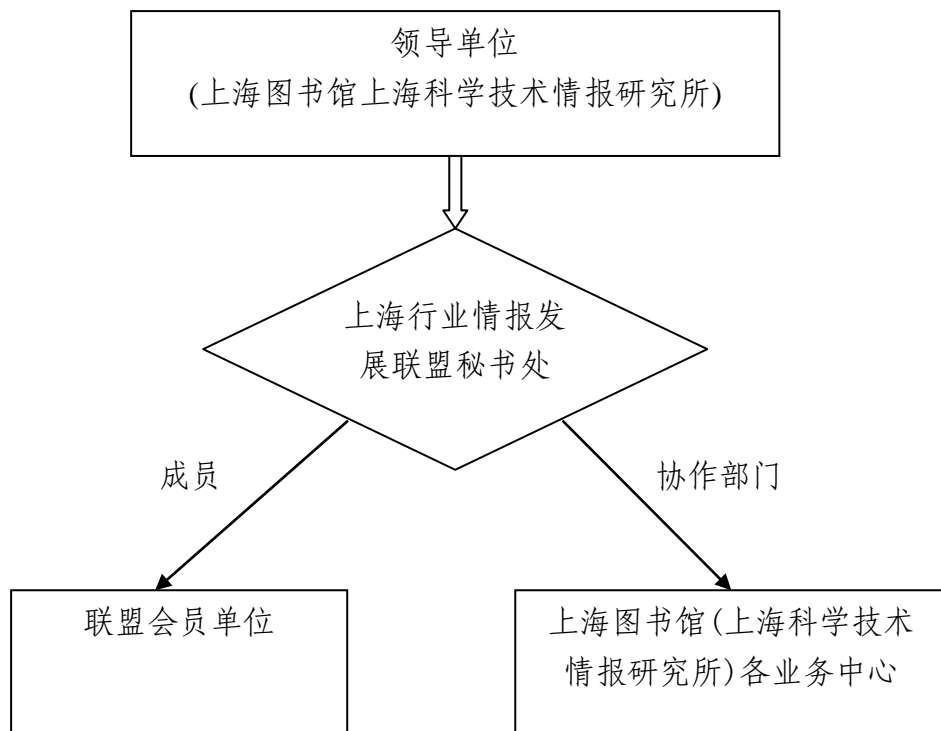 领导单位
(上海图书馆上海科学技术情报研究所)
上海行业情报发
展联盟秘书处
成员
协作部门
联盟会员单位
上海图书馆(上海科学技术
情报研究所)各业务中心